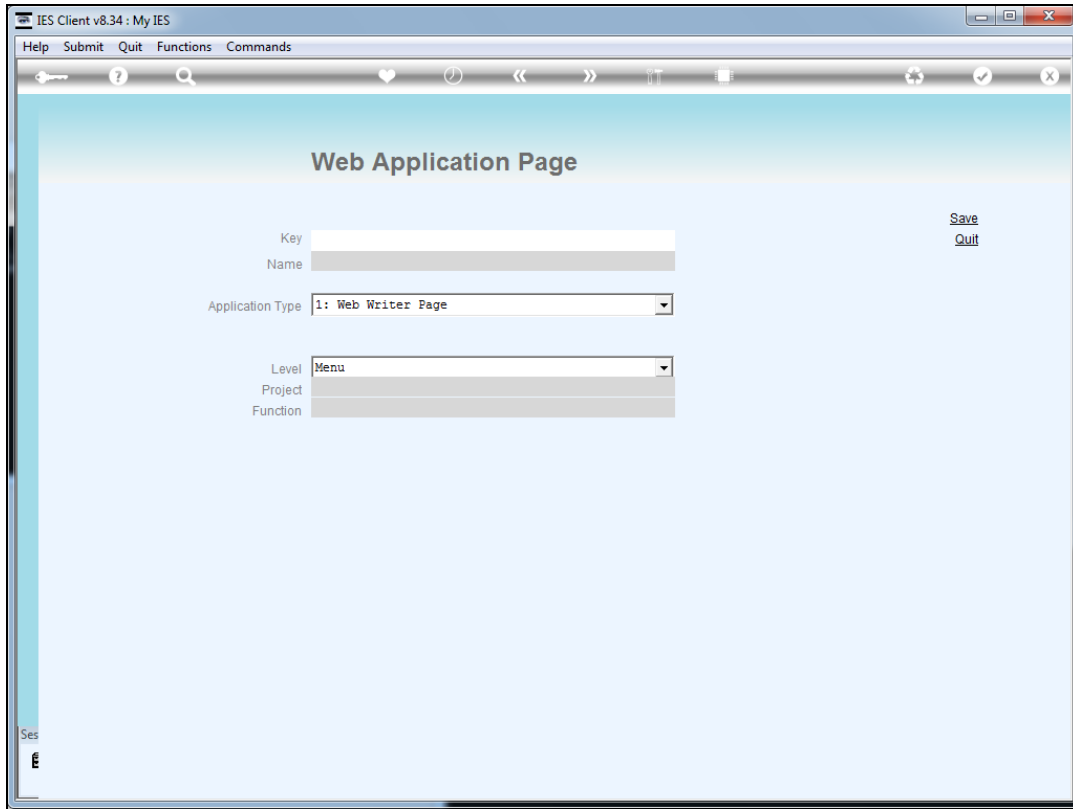 IES Client v8.34 : My IES
Help Submit Quit Functions Commands
Web Application Page
Save
Key
Quit
Name
Application Type 1: Web Writer Page
Level Menu
Project
Function
Ses